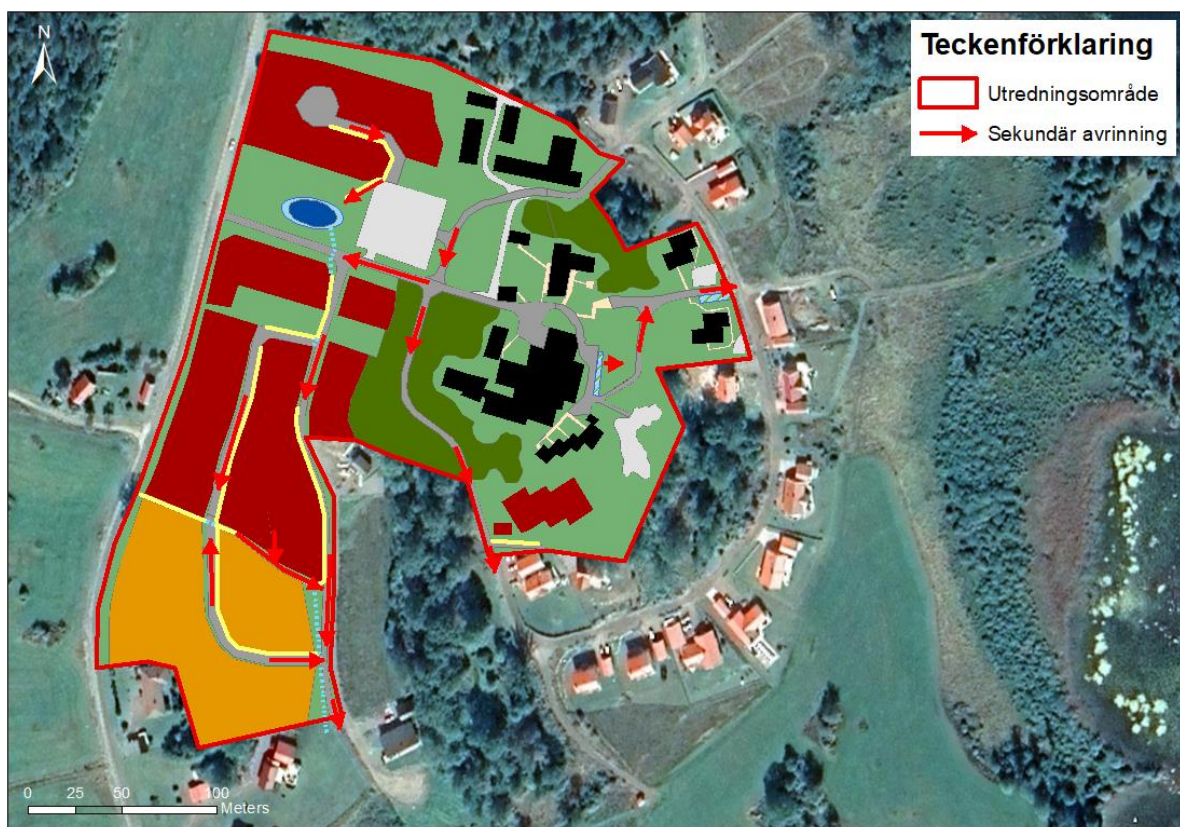 N
Teckenförklaring
Utredningsområde
Sekundär avrinning
0 25 50 100
Meters